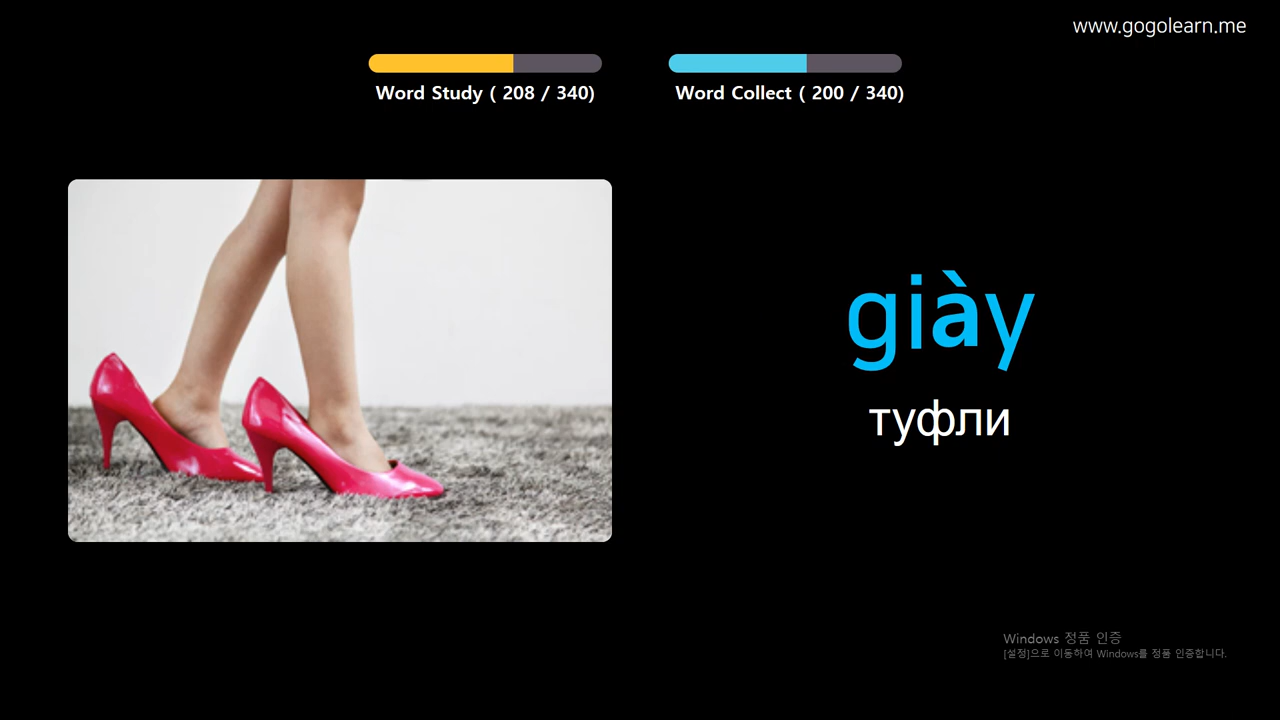 www.gogolearn.me
Word Study ( 208 / 340)
Word Collect ( 200 / 340)
giày
туфли
Windows 정품 인증
[설정]으로 이동하여 Windows를 정품 인증합니다.